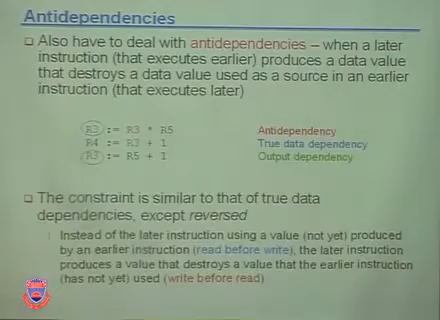 Antidependencies
Also have to deal with antidependencies – when a later
instruction (that executes earlier) produces a data value
that destroys a data value used as a source in an earlier
instruction (that executes later)
R3 := R3 * R5
Antidependency
R4 := R3 + 1
True data dependency
R3 := R5 + 1
Output dependency
The constraint is similar to that of true data
dependencies, except reversed
Instead of the later instruction using a value (not yet) produced
by an earlier instruction (read before write), the later instruction
produces a value that destroys a value that the earlier instruction
(has not yet) used (write before read)